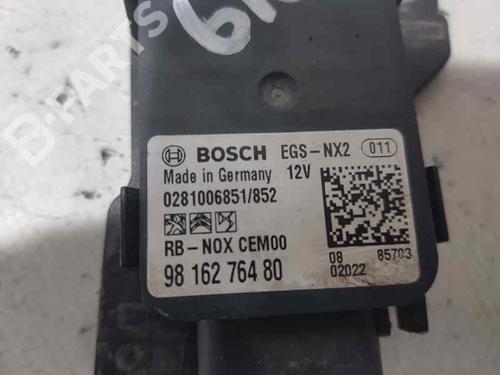 B-PARTS
BOSCH EGS-NX2 011
Made in Germany 12V
0281006851/852
RB-NOX CEM00
98 162 764 80
08 85703
02022